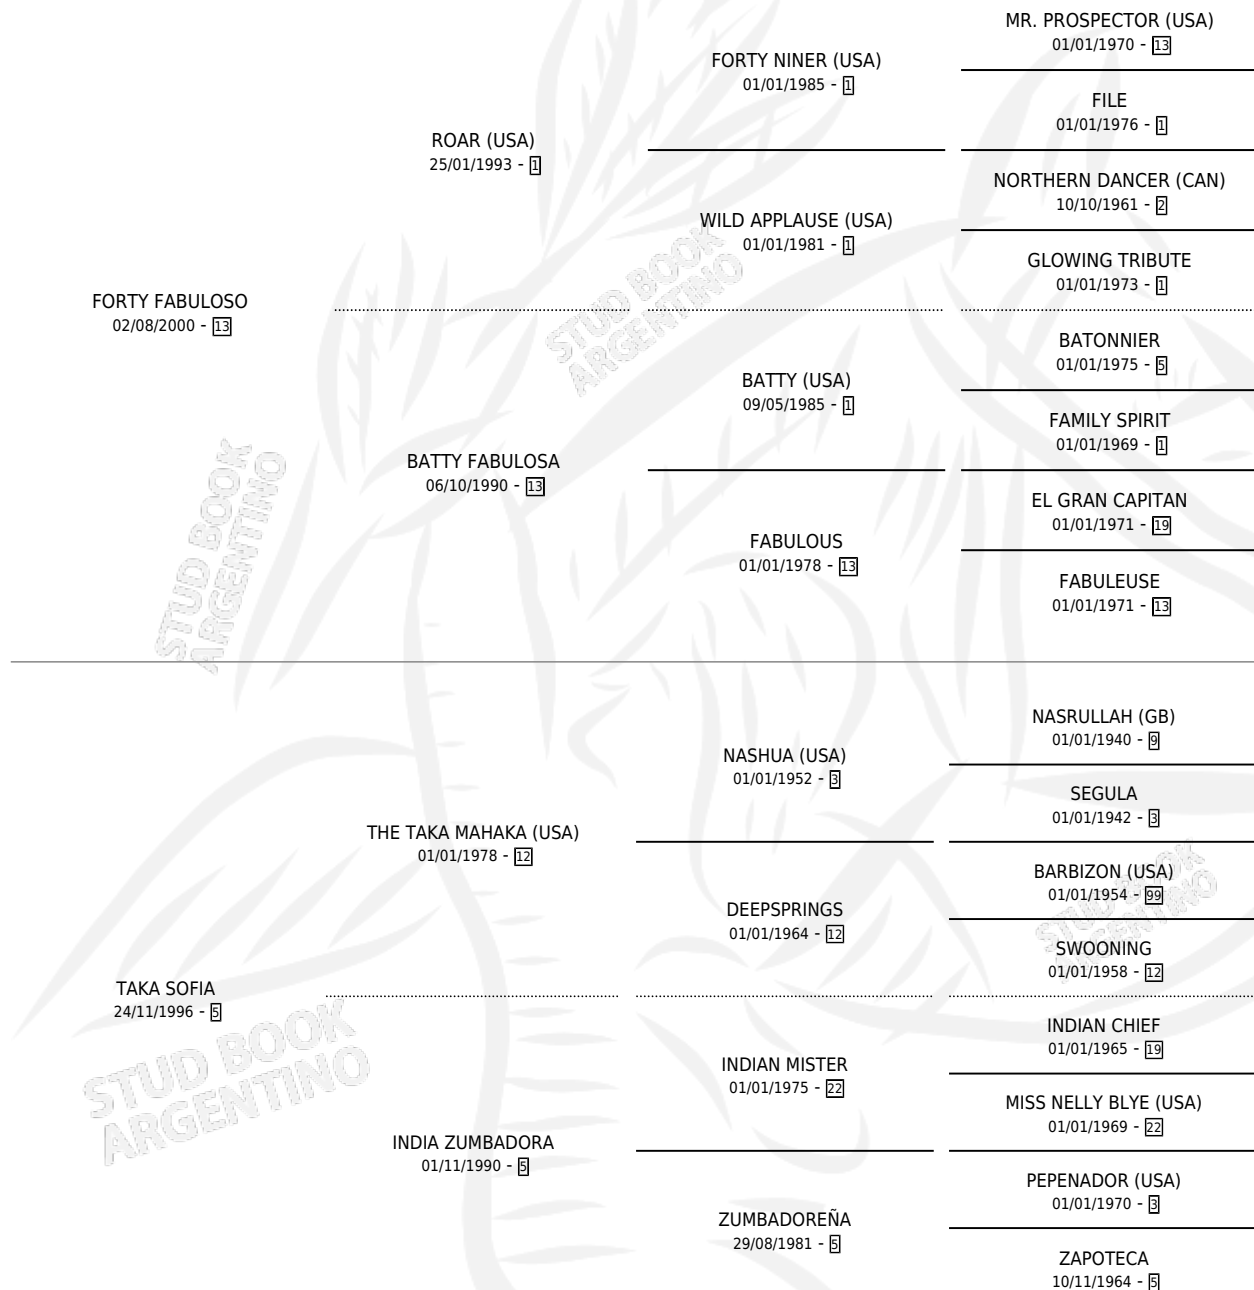 MR. PROSPECTOR (USA)
01/01/1970 - 13
FORTY NINER (USA)
01/01/1985 - 1
FILE
01/01/1976 - 1
ROAR (USA)
25/01/1993 - 1
NORTHERN DANCER (CAN)
10/10/1961 - 2
WILD APPLAUSE (USA)
01/01/1981 - 1
GLOWING TRIBUTE
01/01/1973 - 1
FORTY FABULOSO
02/08/2000 - 13
BATONNIER
01/01/1975 - 5
BATTY (USA)
09/05/1985 - 1
FAMILY SPIRIT
01/01/1969 - 1
BATTY FABULOSA
06/10/1990 - 13
EL GRAN CAPITAN
01/01/1971 - 19
FABULOUS
01/01/1978 - 13
FABULEUSE
01/01/1971 - 13
NASRULLAH (GB)
01/01/1940 - 9
NASHUA (USA)
01/01/1952 - 3
SEGULA
01/01/1942 - 3
THE TAKA MAHAKA (USA)
01/01/1978 - 12
BARBIZON (USA)
01/01/1954 - 99
DEEPSPRINGS
01/01/1964 - 12
SWOONING
01/01/1958 - 12
TAKA SOFIA
24/11/1996 - 5
INDIAN CHIEF
01/01/1965 - 19
INDIAN MISTER
01/01/1975 - 22
MISS NELLY BLYE (USA)
01/01/1969 - 22
INDIA ZUMBADORA
01/11/1990 - 5
PEPENADOR (USA)
01/01/1970 - 3
ZUMBADOREÑA
29/08/1981 - 5
ZAPOTECA
10/11/1964 - 5
STUD BOOK
ARGENTINO
STUD BOOK
ARGENTINO
STUD BOOK
ARGENTINO
STUD BOOK
ARGENTINO